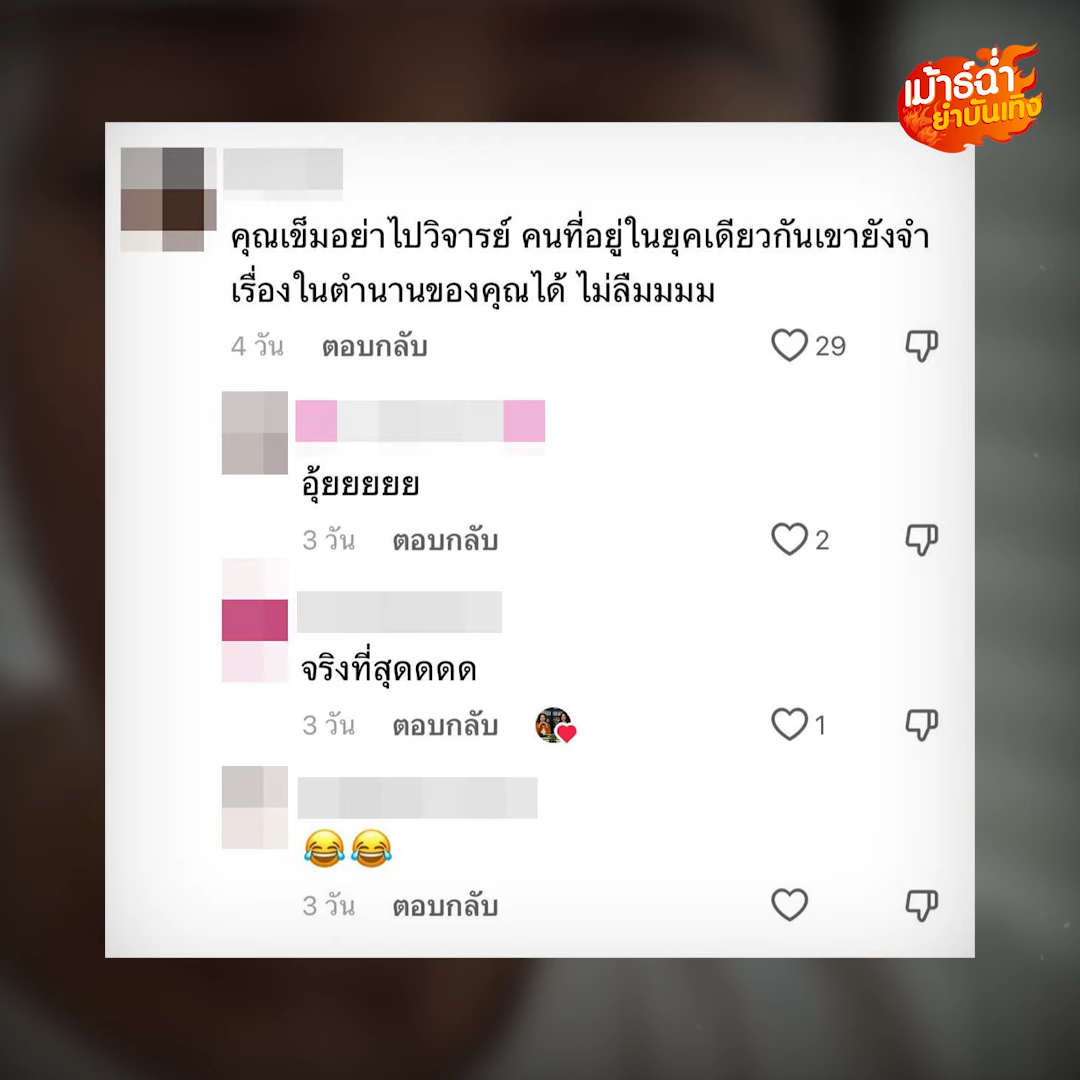 เม้าธ์ฉ่ำ
ยำบันเทิง
คุณเข็มอย่าไปวิจารย์ คนที่อยู่ในยุคเดียวกันเขายังจำ
เรื่องในตำนานของคุณได้ ไม่ลืมมมม
4 วัน ตอบกลับ 29
อุ้ยยยยย
3 วัน ตอบกลับ 2
จริงที่สุดดดด
3 วัน ตอบกลับ 1
😂😂
3 วัน ตอบกลับ